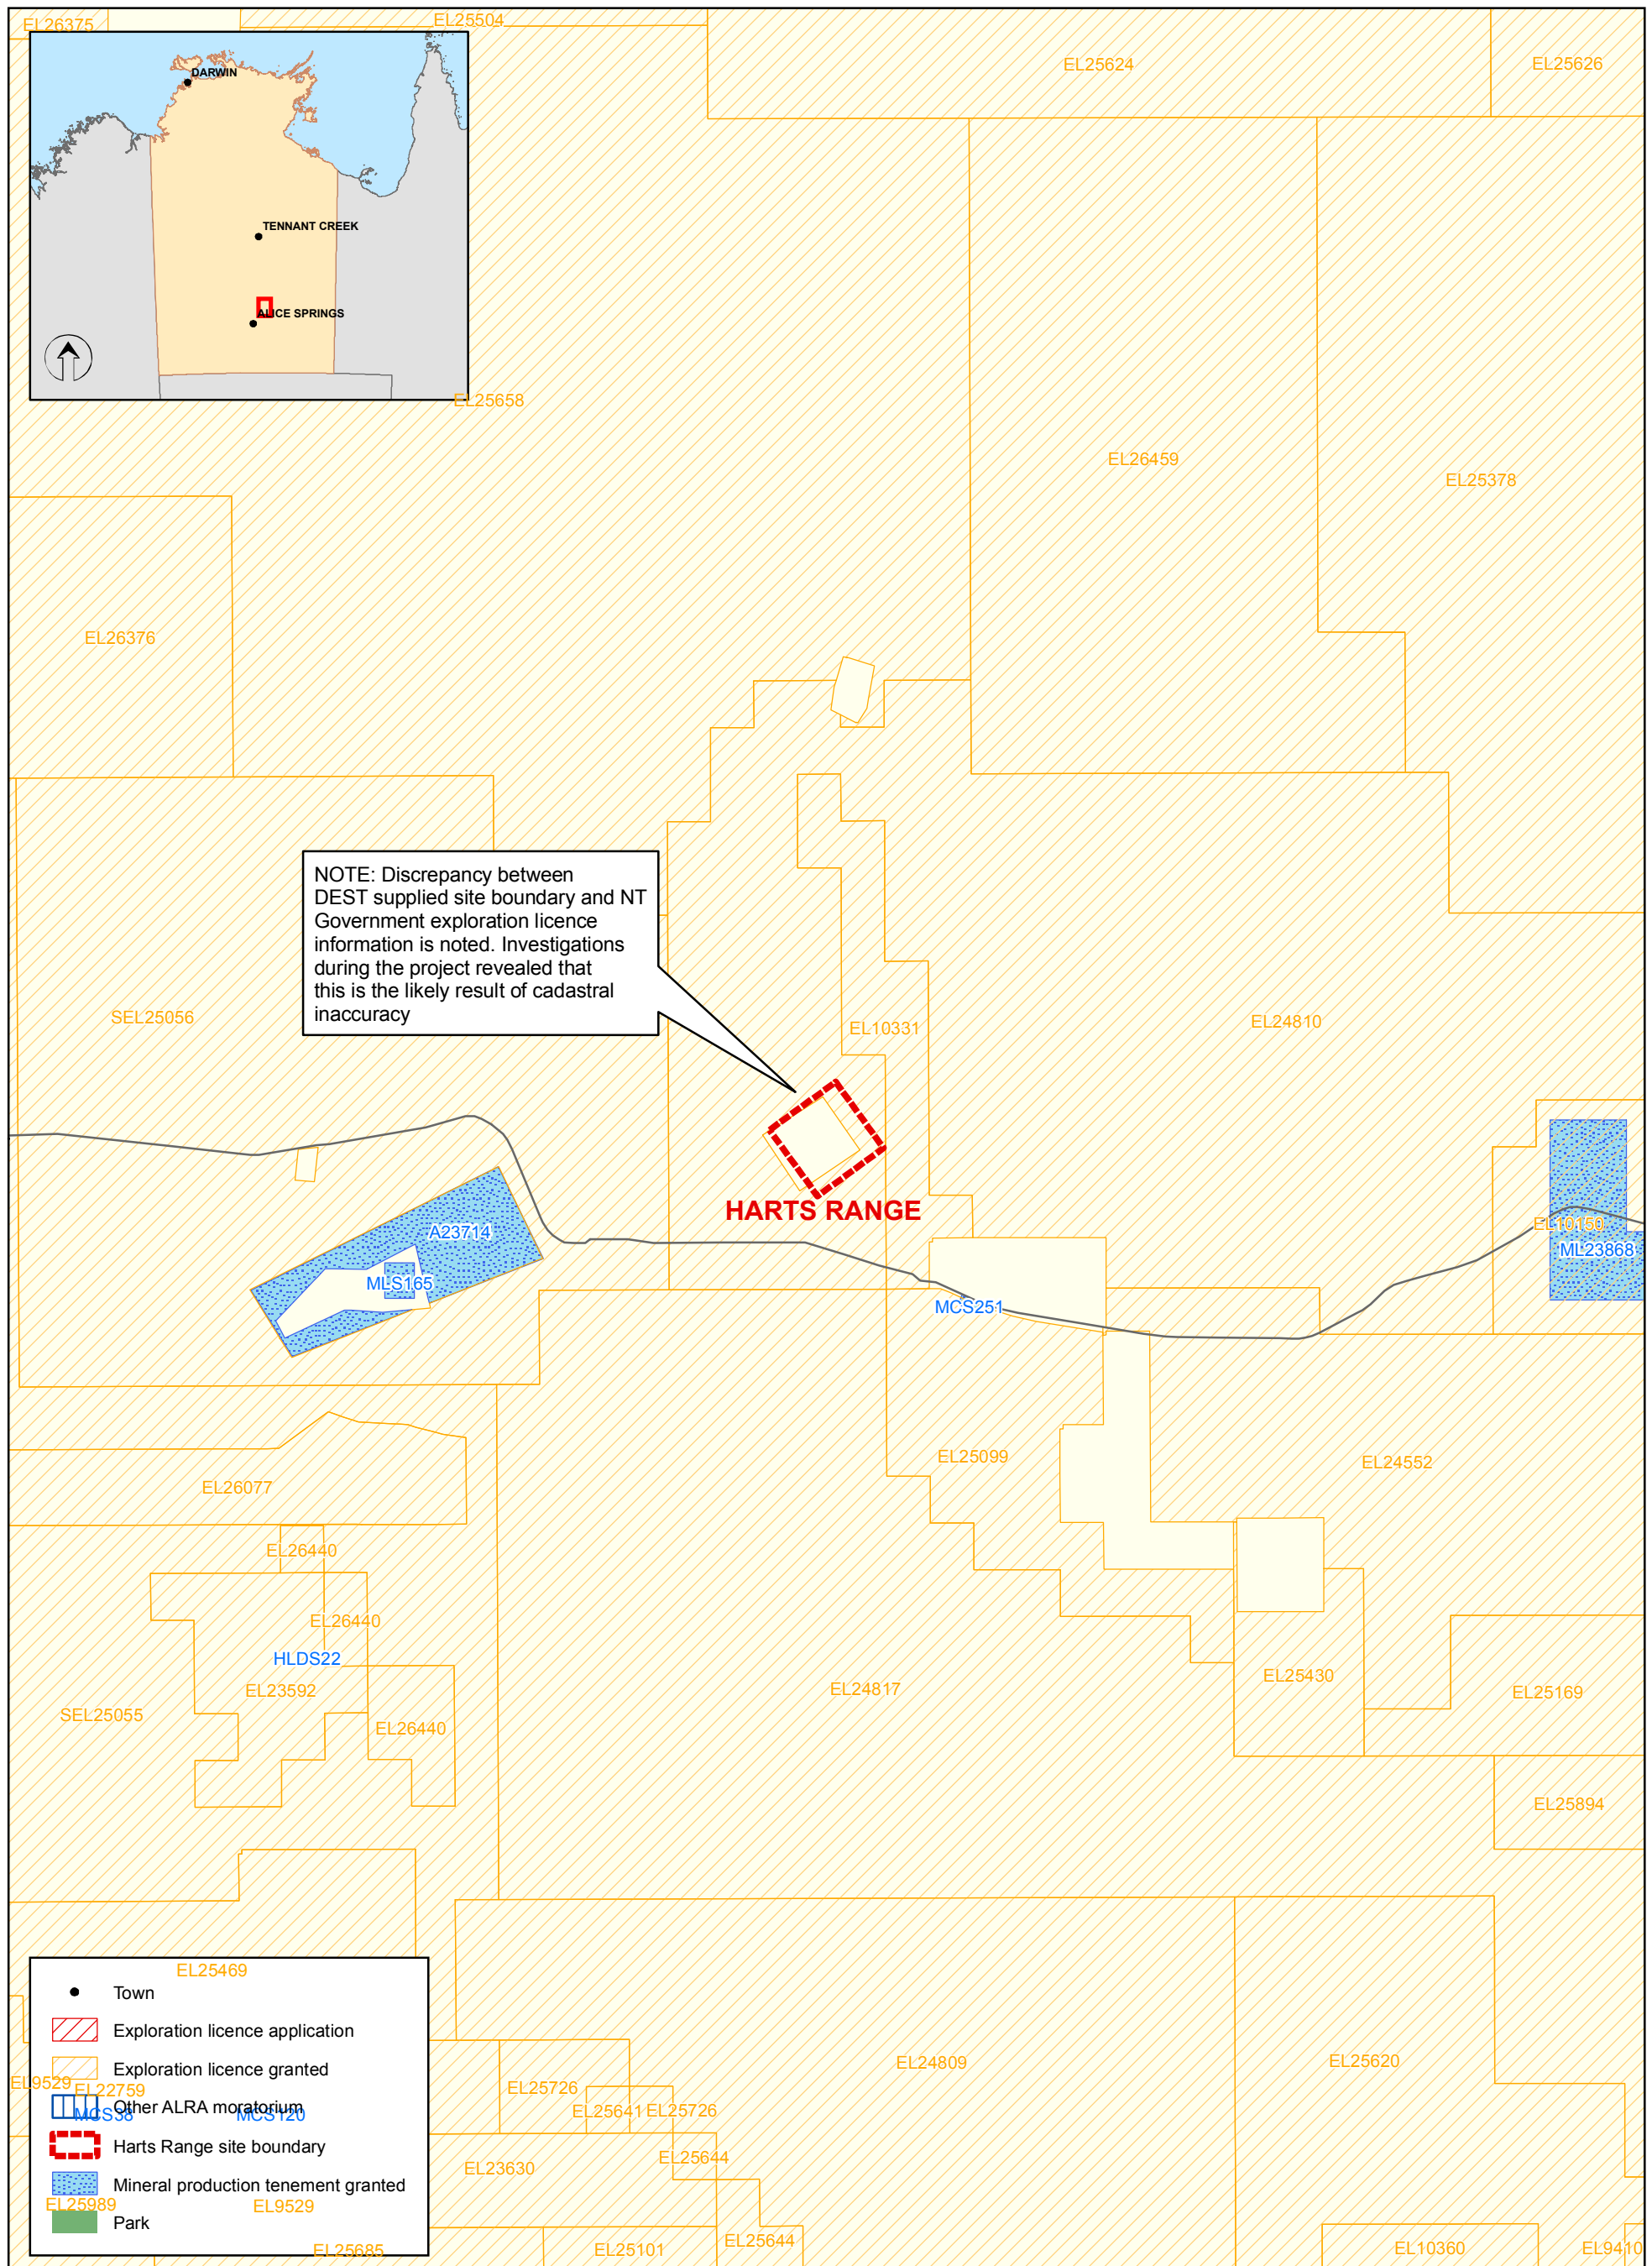 EL26375
EL25504
EL25624
EL25626
DARWIN
TENNANT CREEK
ALICE SPRINGS
EL25658
EL26459
EL25378
EL26376
NOTE: Discrepancy between
DEST supplied site boundary and NT
Government exploration licence
information is noted. Investigations
during the project revealed that
this is the likely result of cadastral
inaccuracy
SEL25056
EL10331
EL24810
HARTS RANGE
A23714
MLS165
EL10150
ML23868
MCS251
EL25099
EL24552
EL26077
EL26440
EL26440
HLDS22
EL23592
EL26440
SEL25055
EL24817
EL25430
EL25169
EL25894
EL25469
Town
Exploration licence application
Exploration licence granted
EL9529
EL22759
Other ALRA moratorium
MCS38
MCS120
Harts Range site boundary
Mineral production tenement granted
EL25989
EL9529
Park
EL25685
EL24809
EL25620
EL25726
EL25641
EL25726
EL25644
EL23630
EL25644
EL25101
EL10360
EL9410